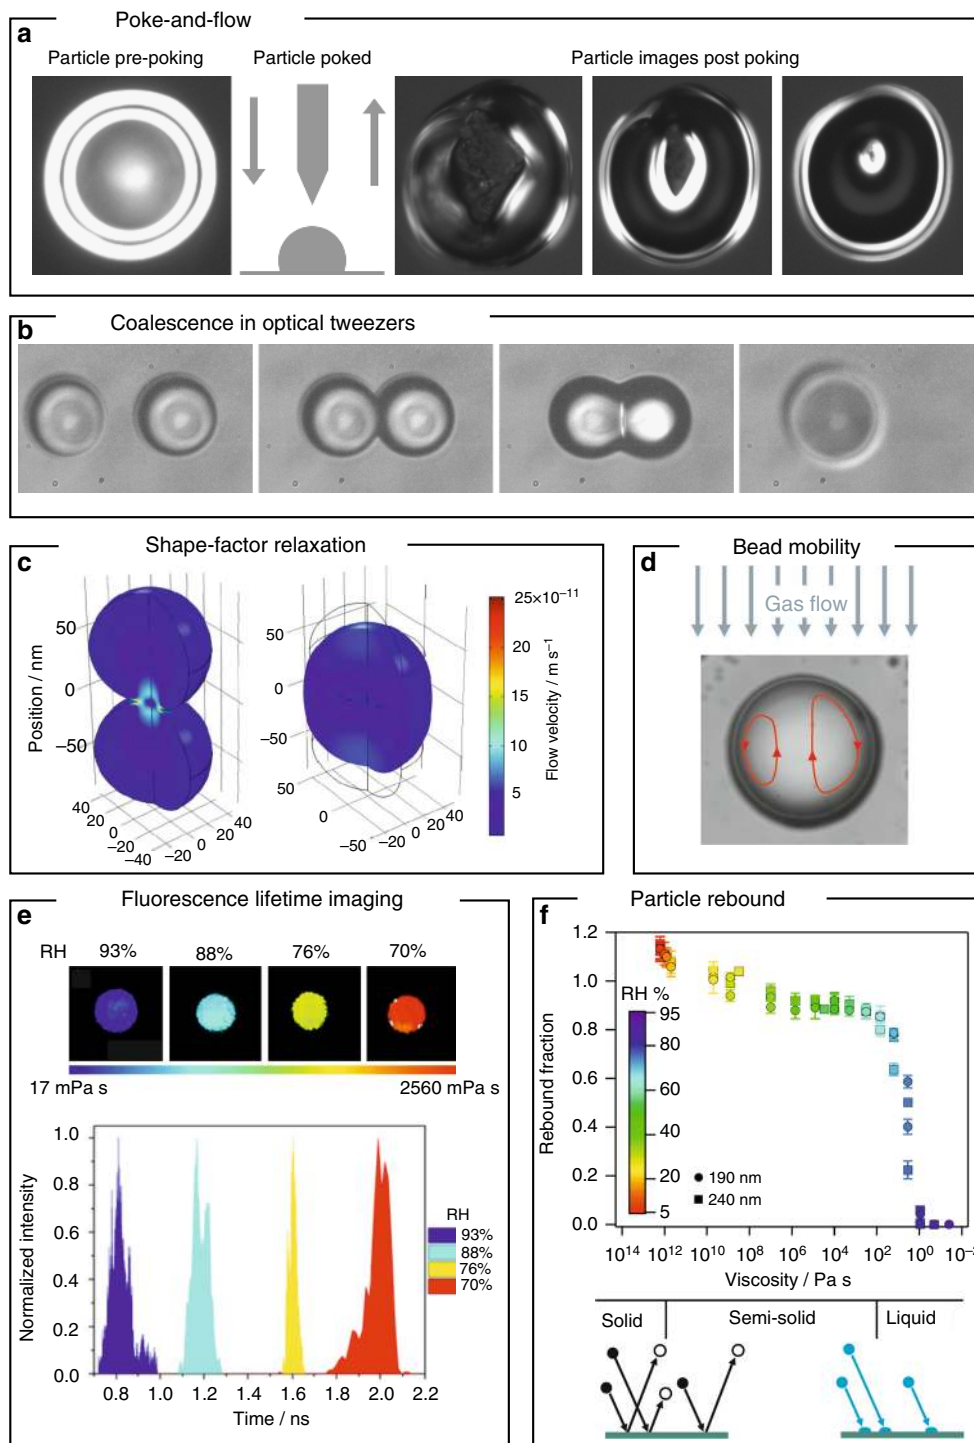 a
Poke-and-flow
Particle pre-poking
Particle poked
Particle images post poking
b
Coalescence in optical tweezers
c
Shape-factor relaxation
Position / nm
50
0
−50
40
20
0
−20
−40
−20
0
20
40
50
0
−50
50
0
−50
−20
0
20
40
25×10⁻¹¹
20
15
10
5
Flow velocity / m s⁻¹
d
Bead mobility
Gas flow
e
Fluorescence lifetime imaging
RH
93%
88%
76%
70%
17 mPa s
2560 mPa s
Normalized intensity
1.0
0.8
0.6
0.4
0.2
0.0
0.8
1.0
1.2
1.4
1.6
1.8
2.0
2.2
Time / ns
RH
93%
88%
76%
70%
f
Particle rebound
Rebound fraction
1.2
1.0
0.8
0.6
0.4
0.2
0.0
RH %
95
80
60
40
20
5
190 nm
240 nm
10¹⁴
10¹²
10¹⁰
10⁸
10⁶
10⁴
10²
10⁰
Viscosity / Pa s
Solid
Semi-solid
Liquid